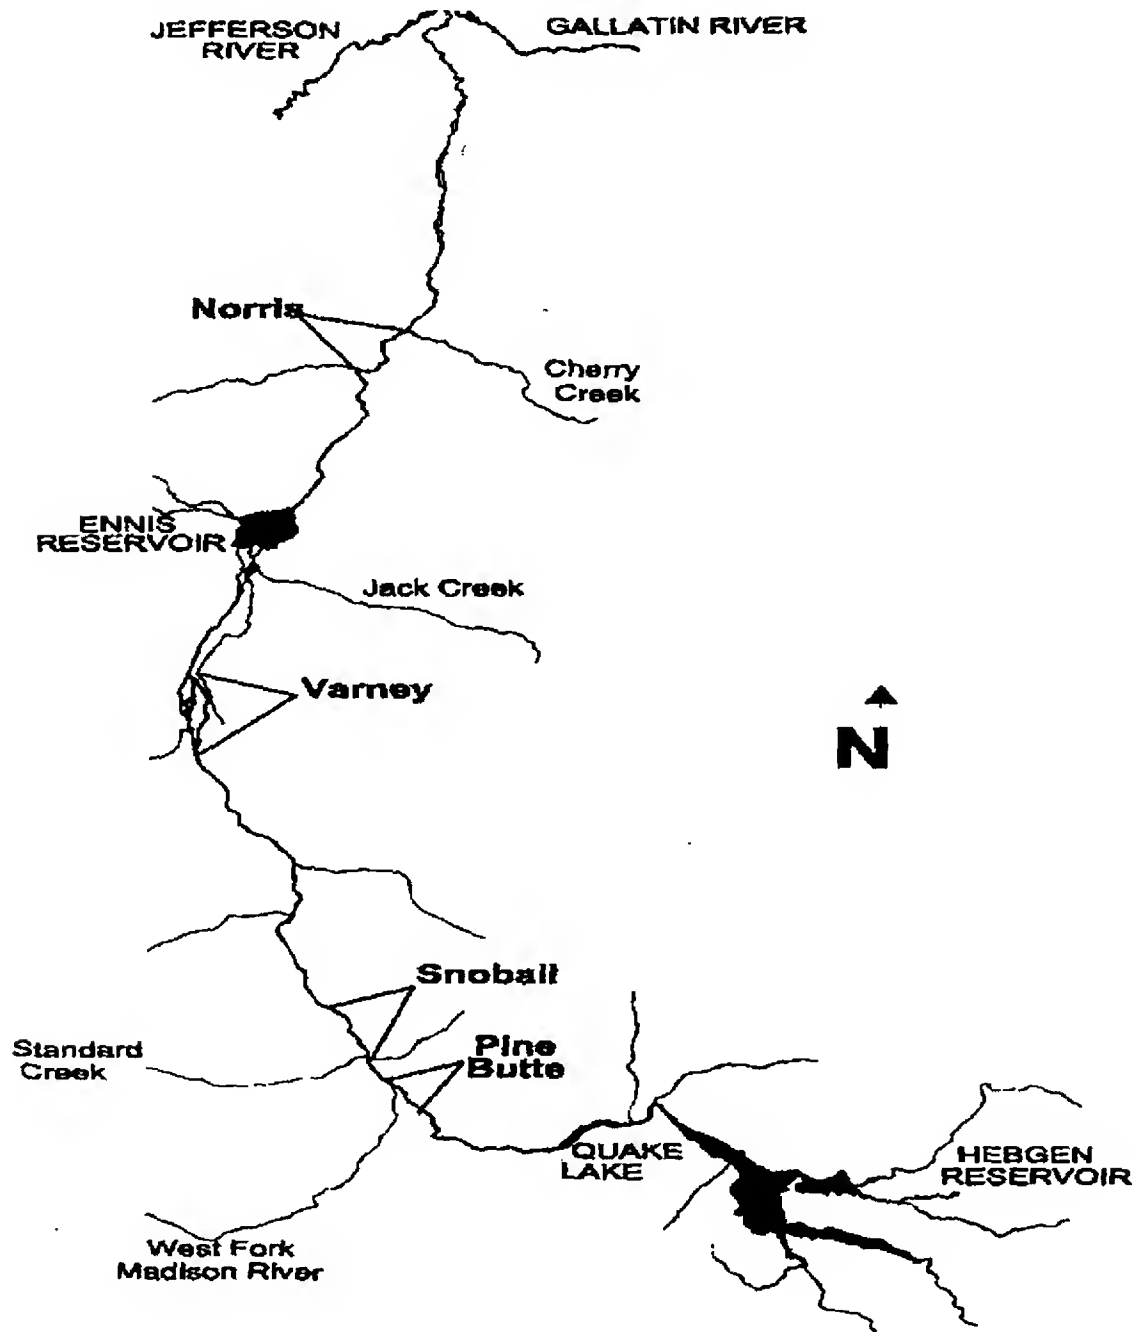 JEFFERSON
RIVER
GALLATIN RIVER
Norris
Cherry
Creek
ENNIS
RESERVOIR
Jack Creek
Varney
N
Snoball
Standard
Creek
Pine
Butte
QUAKE
LAKE
HEBGEN
RESERVOIR
West Fork
Madison River